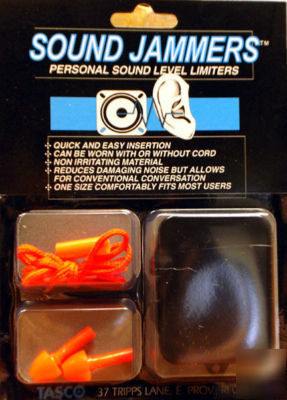 SOUND JAMMERS™
PERSONAL SOUND LEVEL LIMITERS
QUICK AND EASY INSERTION
CAN BE WORN WITH OR WITHOUT CORD
NON IRRITATING MATERIAL
REDUCES DAMAGING NOISE BUT ALLOWS
FOR CONVENTIONAL CONVERSATION
ONE SIZE COMFORTABLY FITS MOST USERS
TASCO 37 TRIPPS LANE, E. PROV. RI